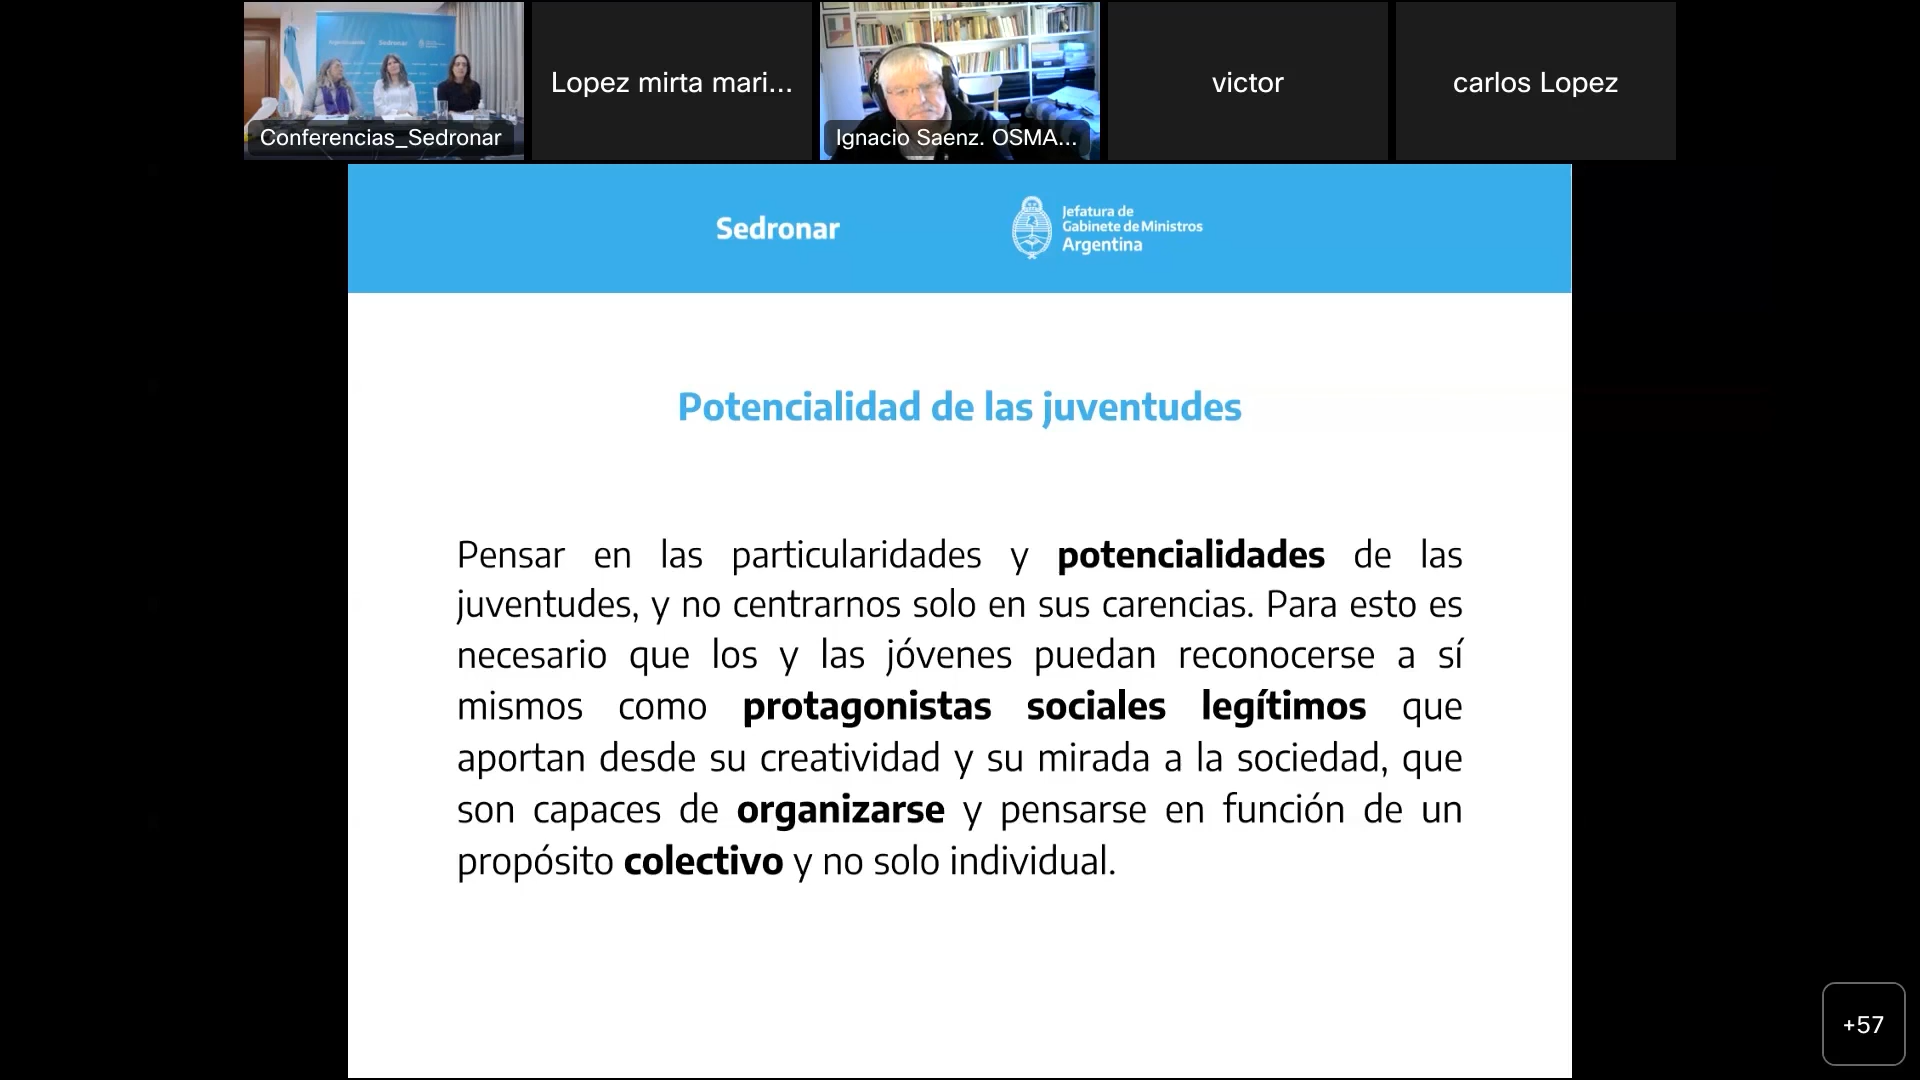 Sedronar
Conferencias_Sedronar
Lopez mirta mari...
Ignacio Saenz. OSMA...
victor
carlos Lopez
Sedronar
Jefatura de
Gabinete de Ministros
Argentina
Potencialidad de las juventudes
Pensar en las particularidades y potencialidades de las
juventudes, y no centrarnos solo en sus carencias. Para esto es
necesario que los y las jóvenes puedan reconocerse a sí
mismos como protagonistas sociales legítimos que
aportan desde su creatividad y su mirada a la sociedad, que
son capaces de organizarse y pensarse en función de un
propósito colectivo y no solo individual.
+57